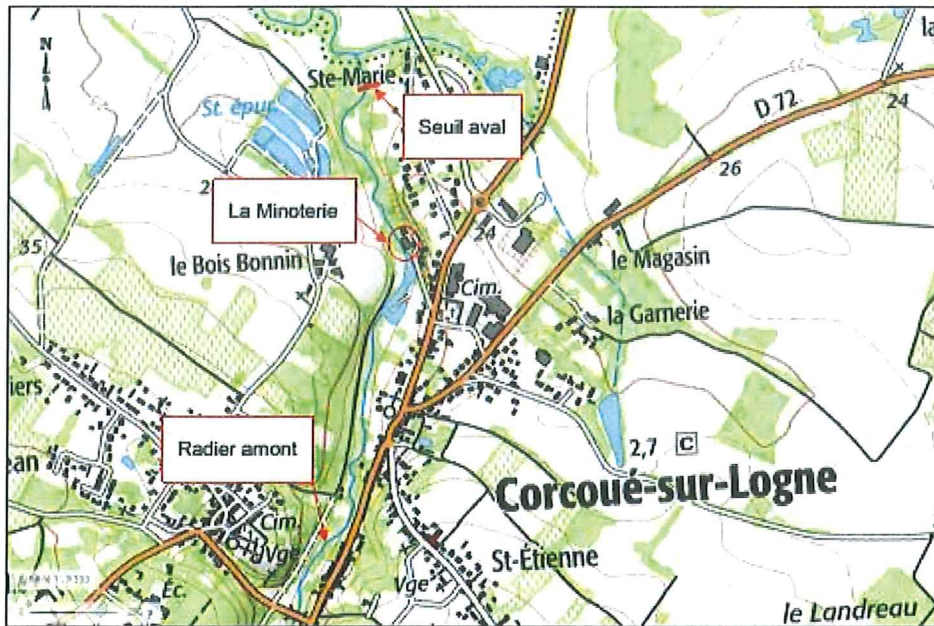 N
la
Ste-Marie
St. épur.
Seuil aval
D 72
24
26
2
La Minoterie
24
35
le Bois Bonnin
Cim.
le Magasin
la Garnerie
iers
Radier amont
2,7 C
ean
Corcoué-sur-Logne
Cim.
Vge
St-Étienne
Éc.
Vge
le Landreau